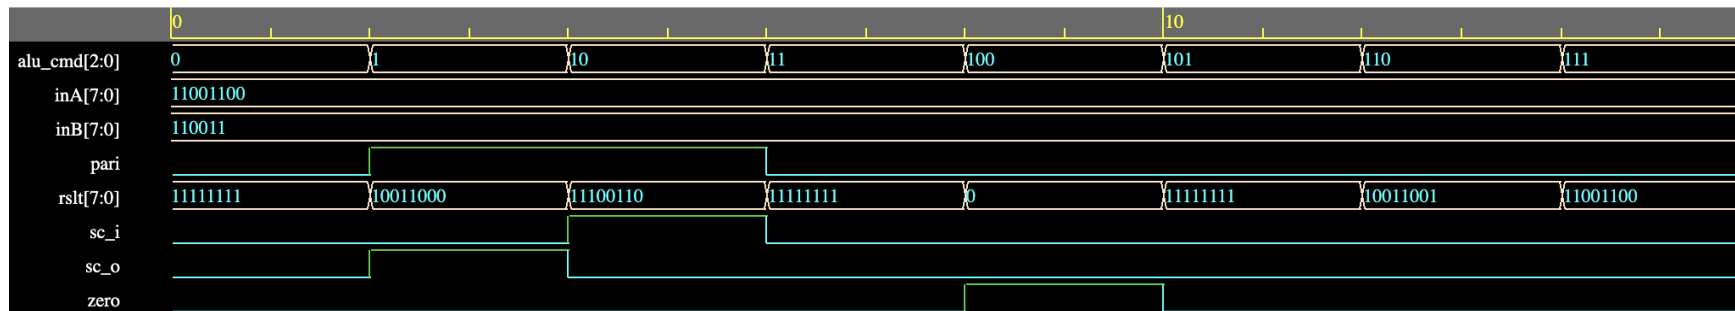 0 10
alu_cmd[2:0] 0 1 10 11 100 101 110 111
inA[7:0] 11001100
inB[7:0] 110011
pari
rslt[7:0] 11111111 10011000 11100110 11111111 0 11111111 10011001 11001100
sc_i
sc_o
zero